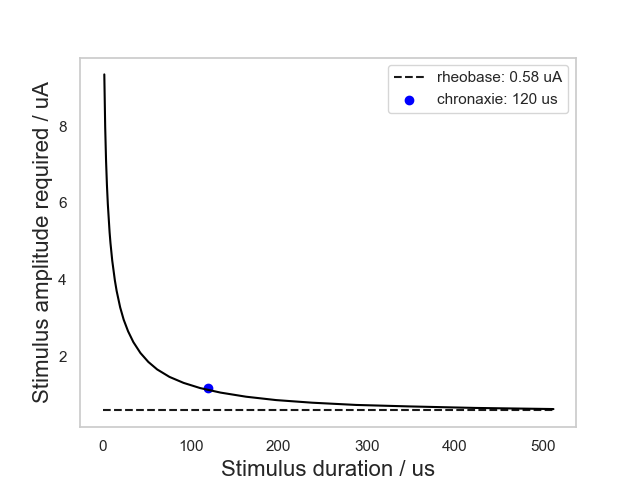 rheobase: 0.58 uA
chronaxie: 120 us
Stimulus amplitude required / uA
8
6
4
2
0
100
200
300
400
500
Stimulus duration / us